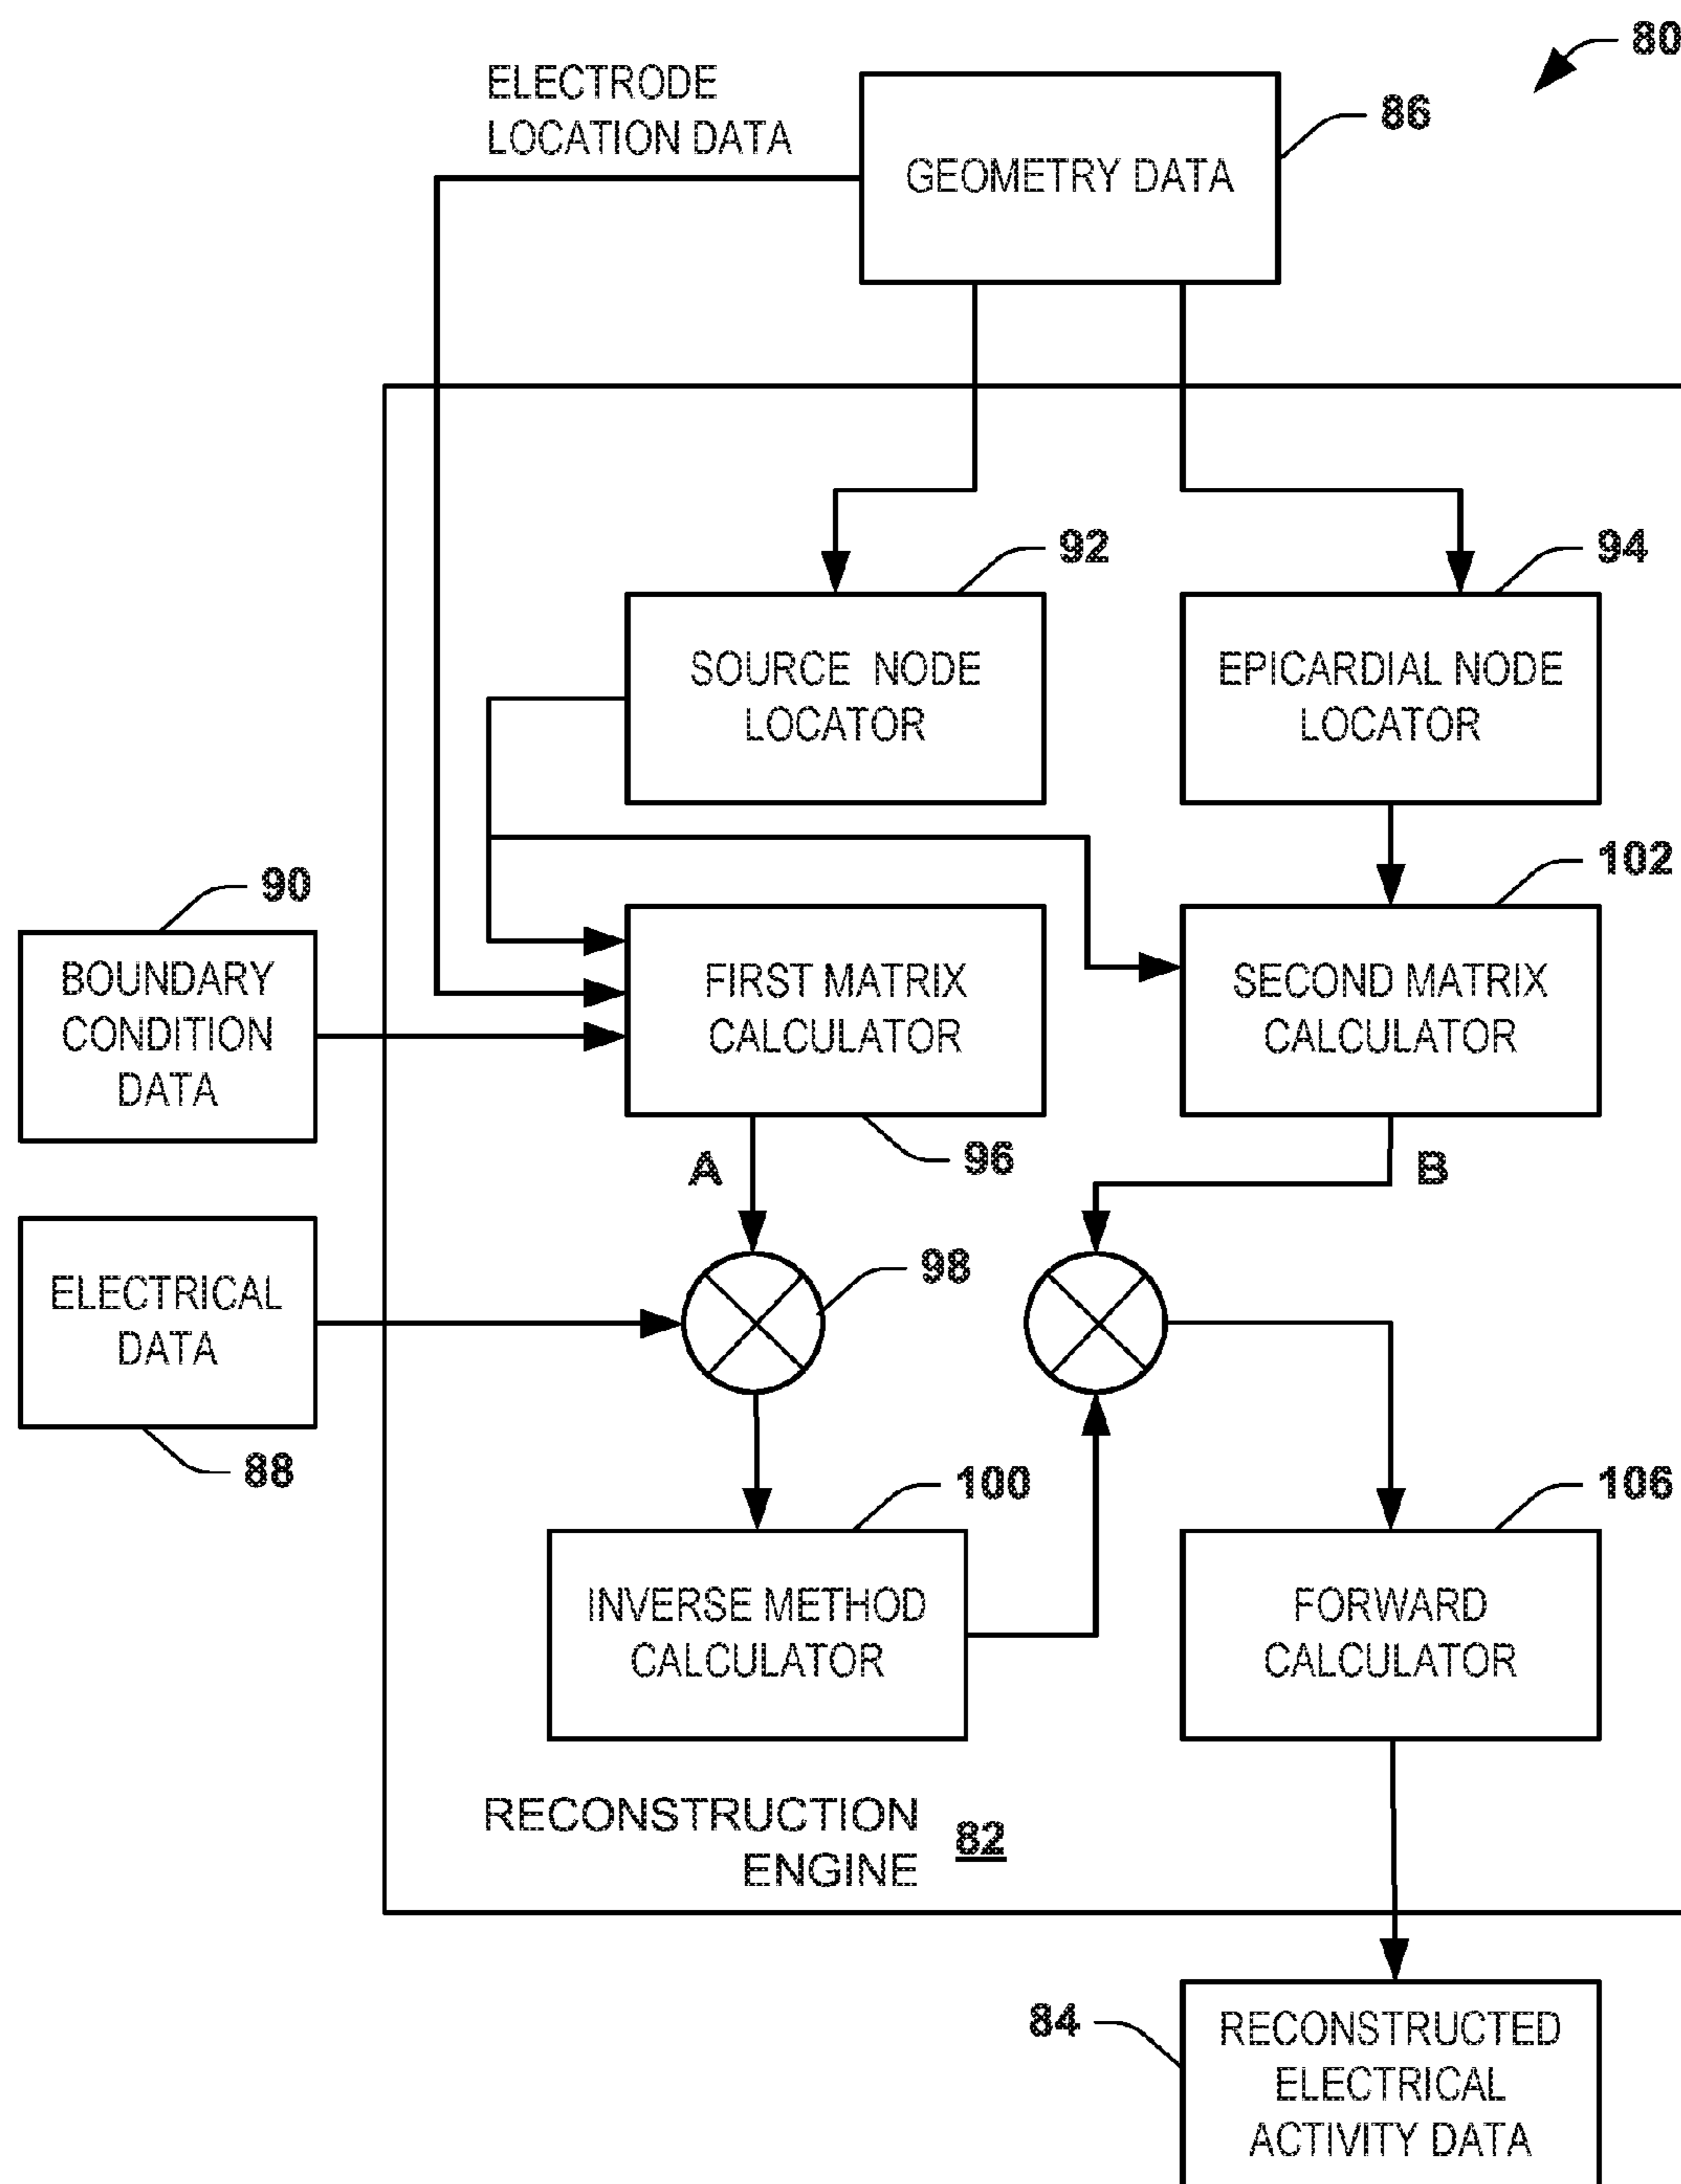 80
ELECTRODE
LOCATION DATA
86
GEOMETRY DATA
92
94
SOURCE NODE
LOCATOR
EPICARDIAL NODE
LOCATOR
90
102
BOUNDARY
CONDITION
DATA
FIRST MATRIX
CALCULATOR
SECOND MATRIX
CALCULATOR
A
96
B
98
ELECTRICAL
DATA
88
100
106
INVERSE METHOD
CALCULATOR
FORWARD
CALCULATOR
RECONSTRUCTION
ENGINE
82
84
RECONSTRUCTED
ELECTRICAL
ACTIVITY DATA